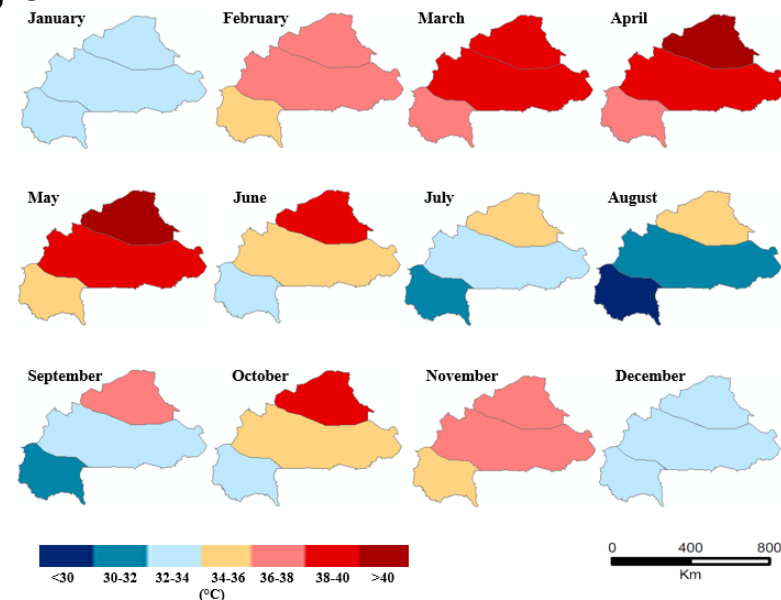 January
February
March
April
May
June
July
August
September
October
November
December
<30 30-32 32-34 34-36 36-38 38-40 >40
(°C)
0 400 800
Km